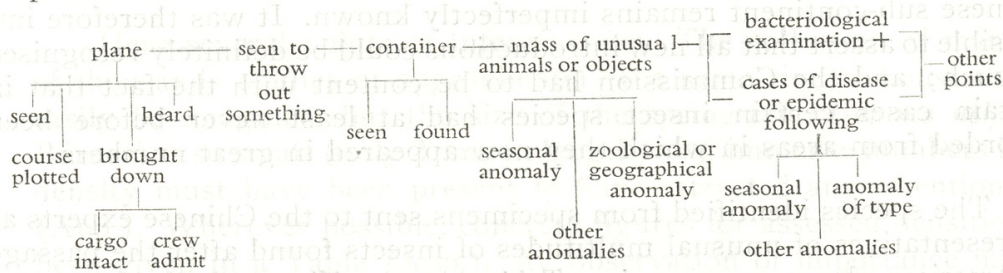 plane
seen to
throw
out
something
container
mass of unusual
animals or objects
bacteriological
examination +
other
points
cases of disease
or epidemic
following
seen
heard
seen
found
course
plotted
brought
down
seasonal
anomaly
zoological or
geographical
anomaly
seasonal
anomaly
anomaly
of type
cargo
intact
crew
admit
other
anomalies
other anomalies